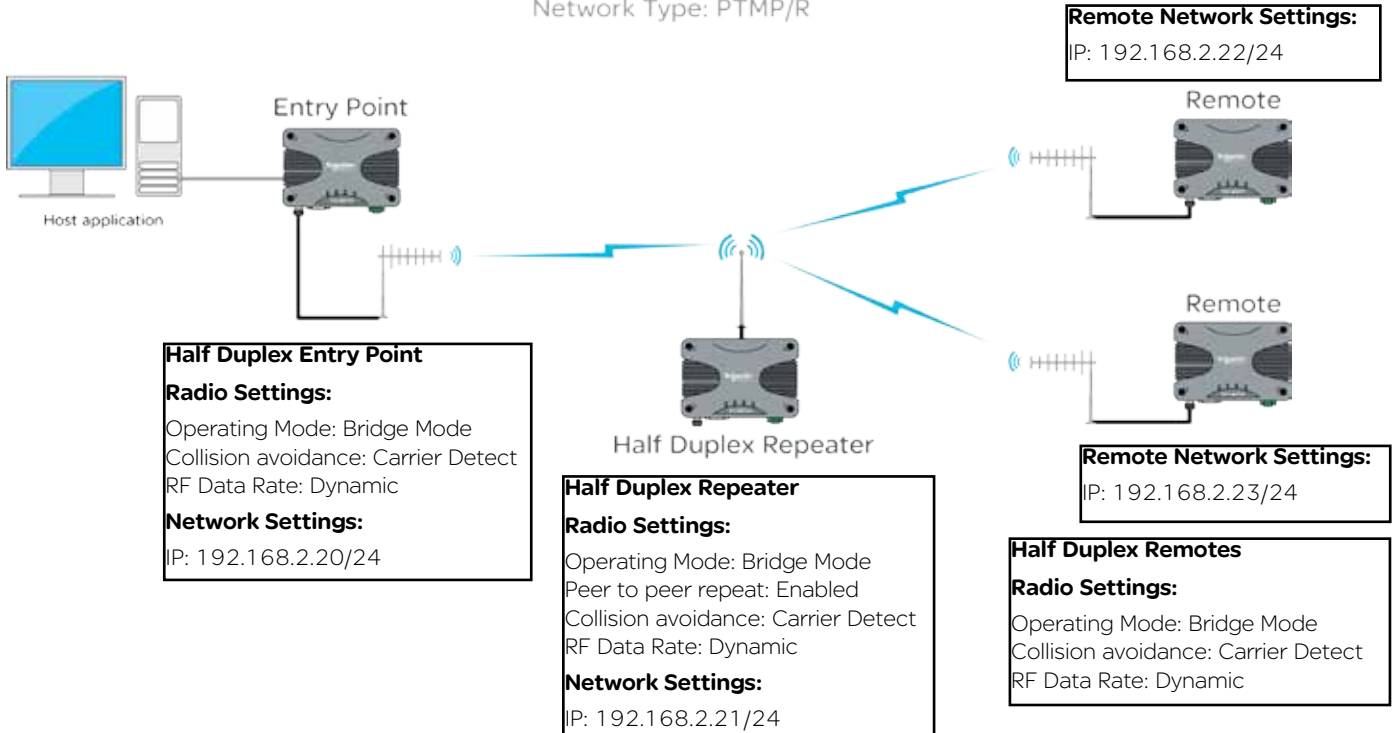 Network Type: PTMP/R
Remote Network Settings:
IP: 192.168.2.22/24
Entry Point
Remote
Host application
Remote
Half Duplex Entry Point
Radio Settings:
Operating Mode: Bridge Mode
Collision avoidance: Carrier Detect
RF Data Rate: Dynamic
Network Settings:
IP: 192.168.2.20/24
Half Duplex Repeater
Half Duplex Repeater
Radio Settings:
Operating Mode: Bridge Mode
Peer to peer repeat: Enabled
Collision avoidance: Carrier Detect
RF Data Rate: Dynamic
Network Settings:
IP: 192.168.2.21/24
Remote Network Settings:
IP: 192.168.2.23/24
Half Duplex Remotes
Radio Settings:
Operating Mode: Bridge Mode
Collision avoidance: Carrier Detect
RF Data Rate: Dynamic